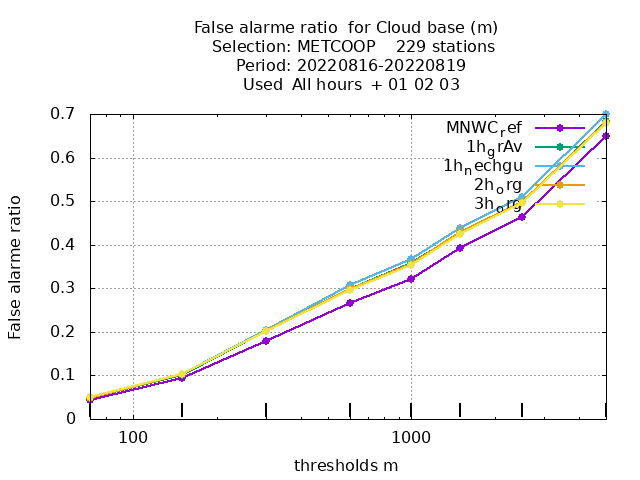 False alarme ratio  for Cloud base (m)
Selection: METCOOP    229 stations
Period: 20220816-20220819
Used  All hours  + 01 02 03
0.7
0.6
0.5
0.4
0.3
0.2
0.1
0
False alarme ratio
MNWC_ref
1h_grAv
1h_nechgu
2h_org
3h_org
100
1000
thresholds m